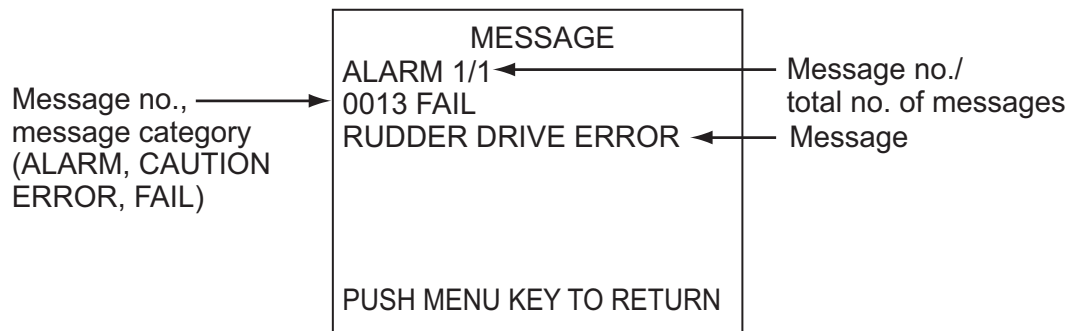 MESSAGE
ALARM 1/1
0013 FAIL
RUDDER DRIVE ERROR
PUSH MENU KEY TO RETURN
Message no.,
message category
(ALARM, CAUTION
ERROR, FAIL)
Message no./
total no. of messages
Message